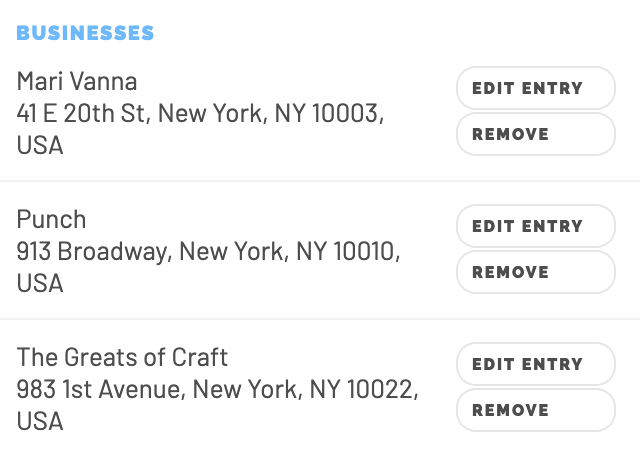 BUSINESSES
Mari Vanna
41 E 20th St, New York, NY 10003,
USA
EDIT ENTRY
REMOVE
Punch
913 Broadway, New York, NY 10010,
USA
EDIT ENTRY
REMOVE
The Greats of Craft
983 1st Avenue, New York, NY 10022,
USA
EDIT ENTRY
REMOVE